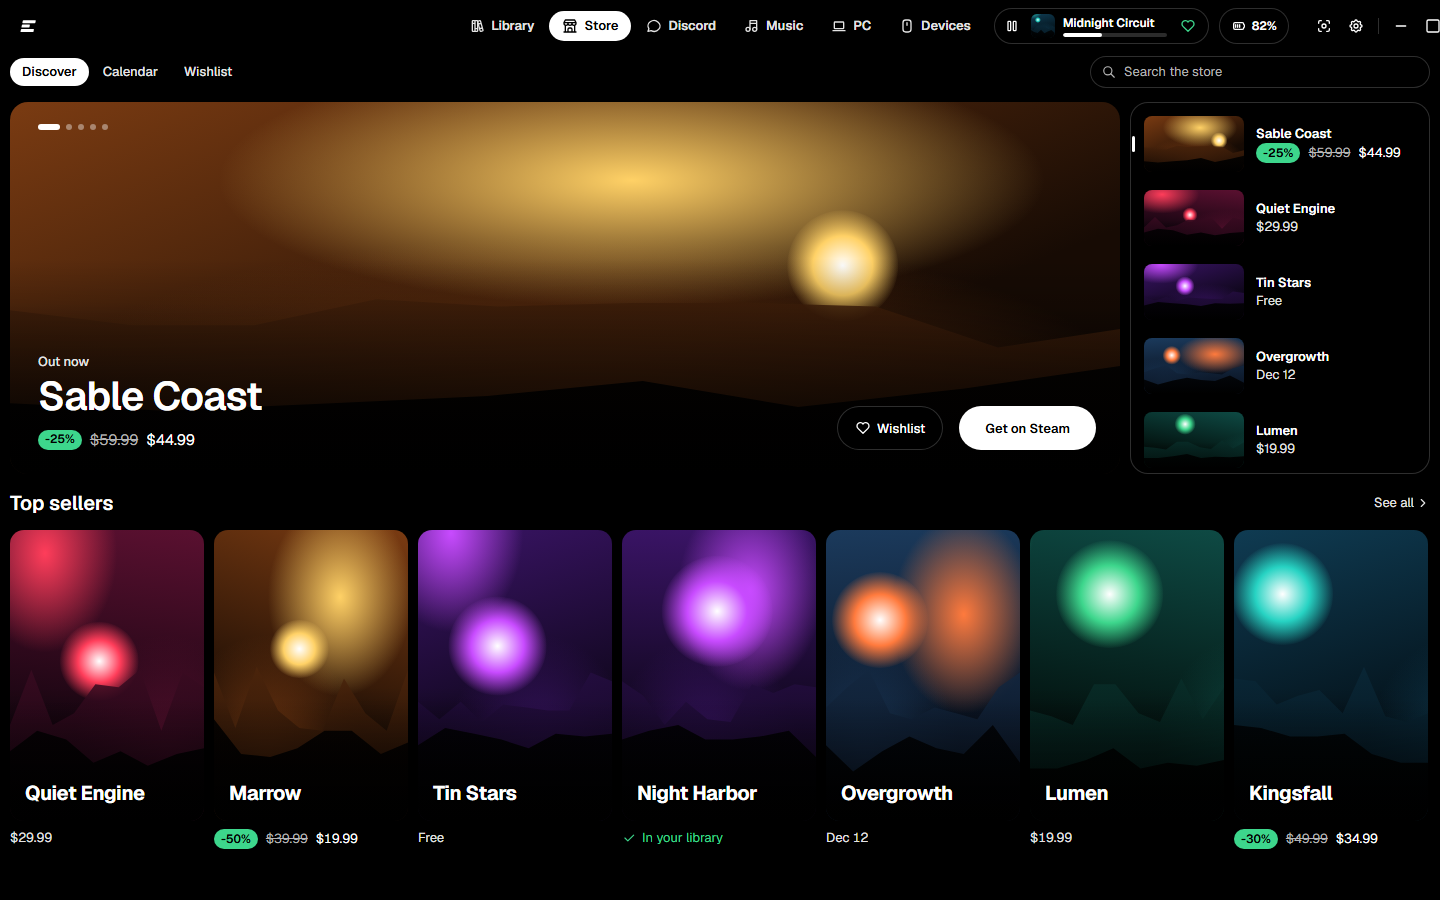 Library
Store
Discord
Music
PC
Devices
Midnight Circuit
82%
Discover
Calendar
Wishlist
Search the store
Out now
Sable Coast
-25% $59.99 $44.99
Wishlist
Get on Steam
Sable Coast
-25% $59.99 $44.99
Quiet Engine
$29.99
Tin Stars
Free
Overgrowth
Dec 12
Lumen
$19.99
Top sellers
See all
Quiet Engine
$29.99
Marrow
-50% $39.99 $19.99
Tin Stars
Free
Night Harbor
In your library
Overgrowth
Dec 12
Lumen
$19.99
Kingsfall
-30% $49.99 $34.99